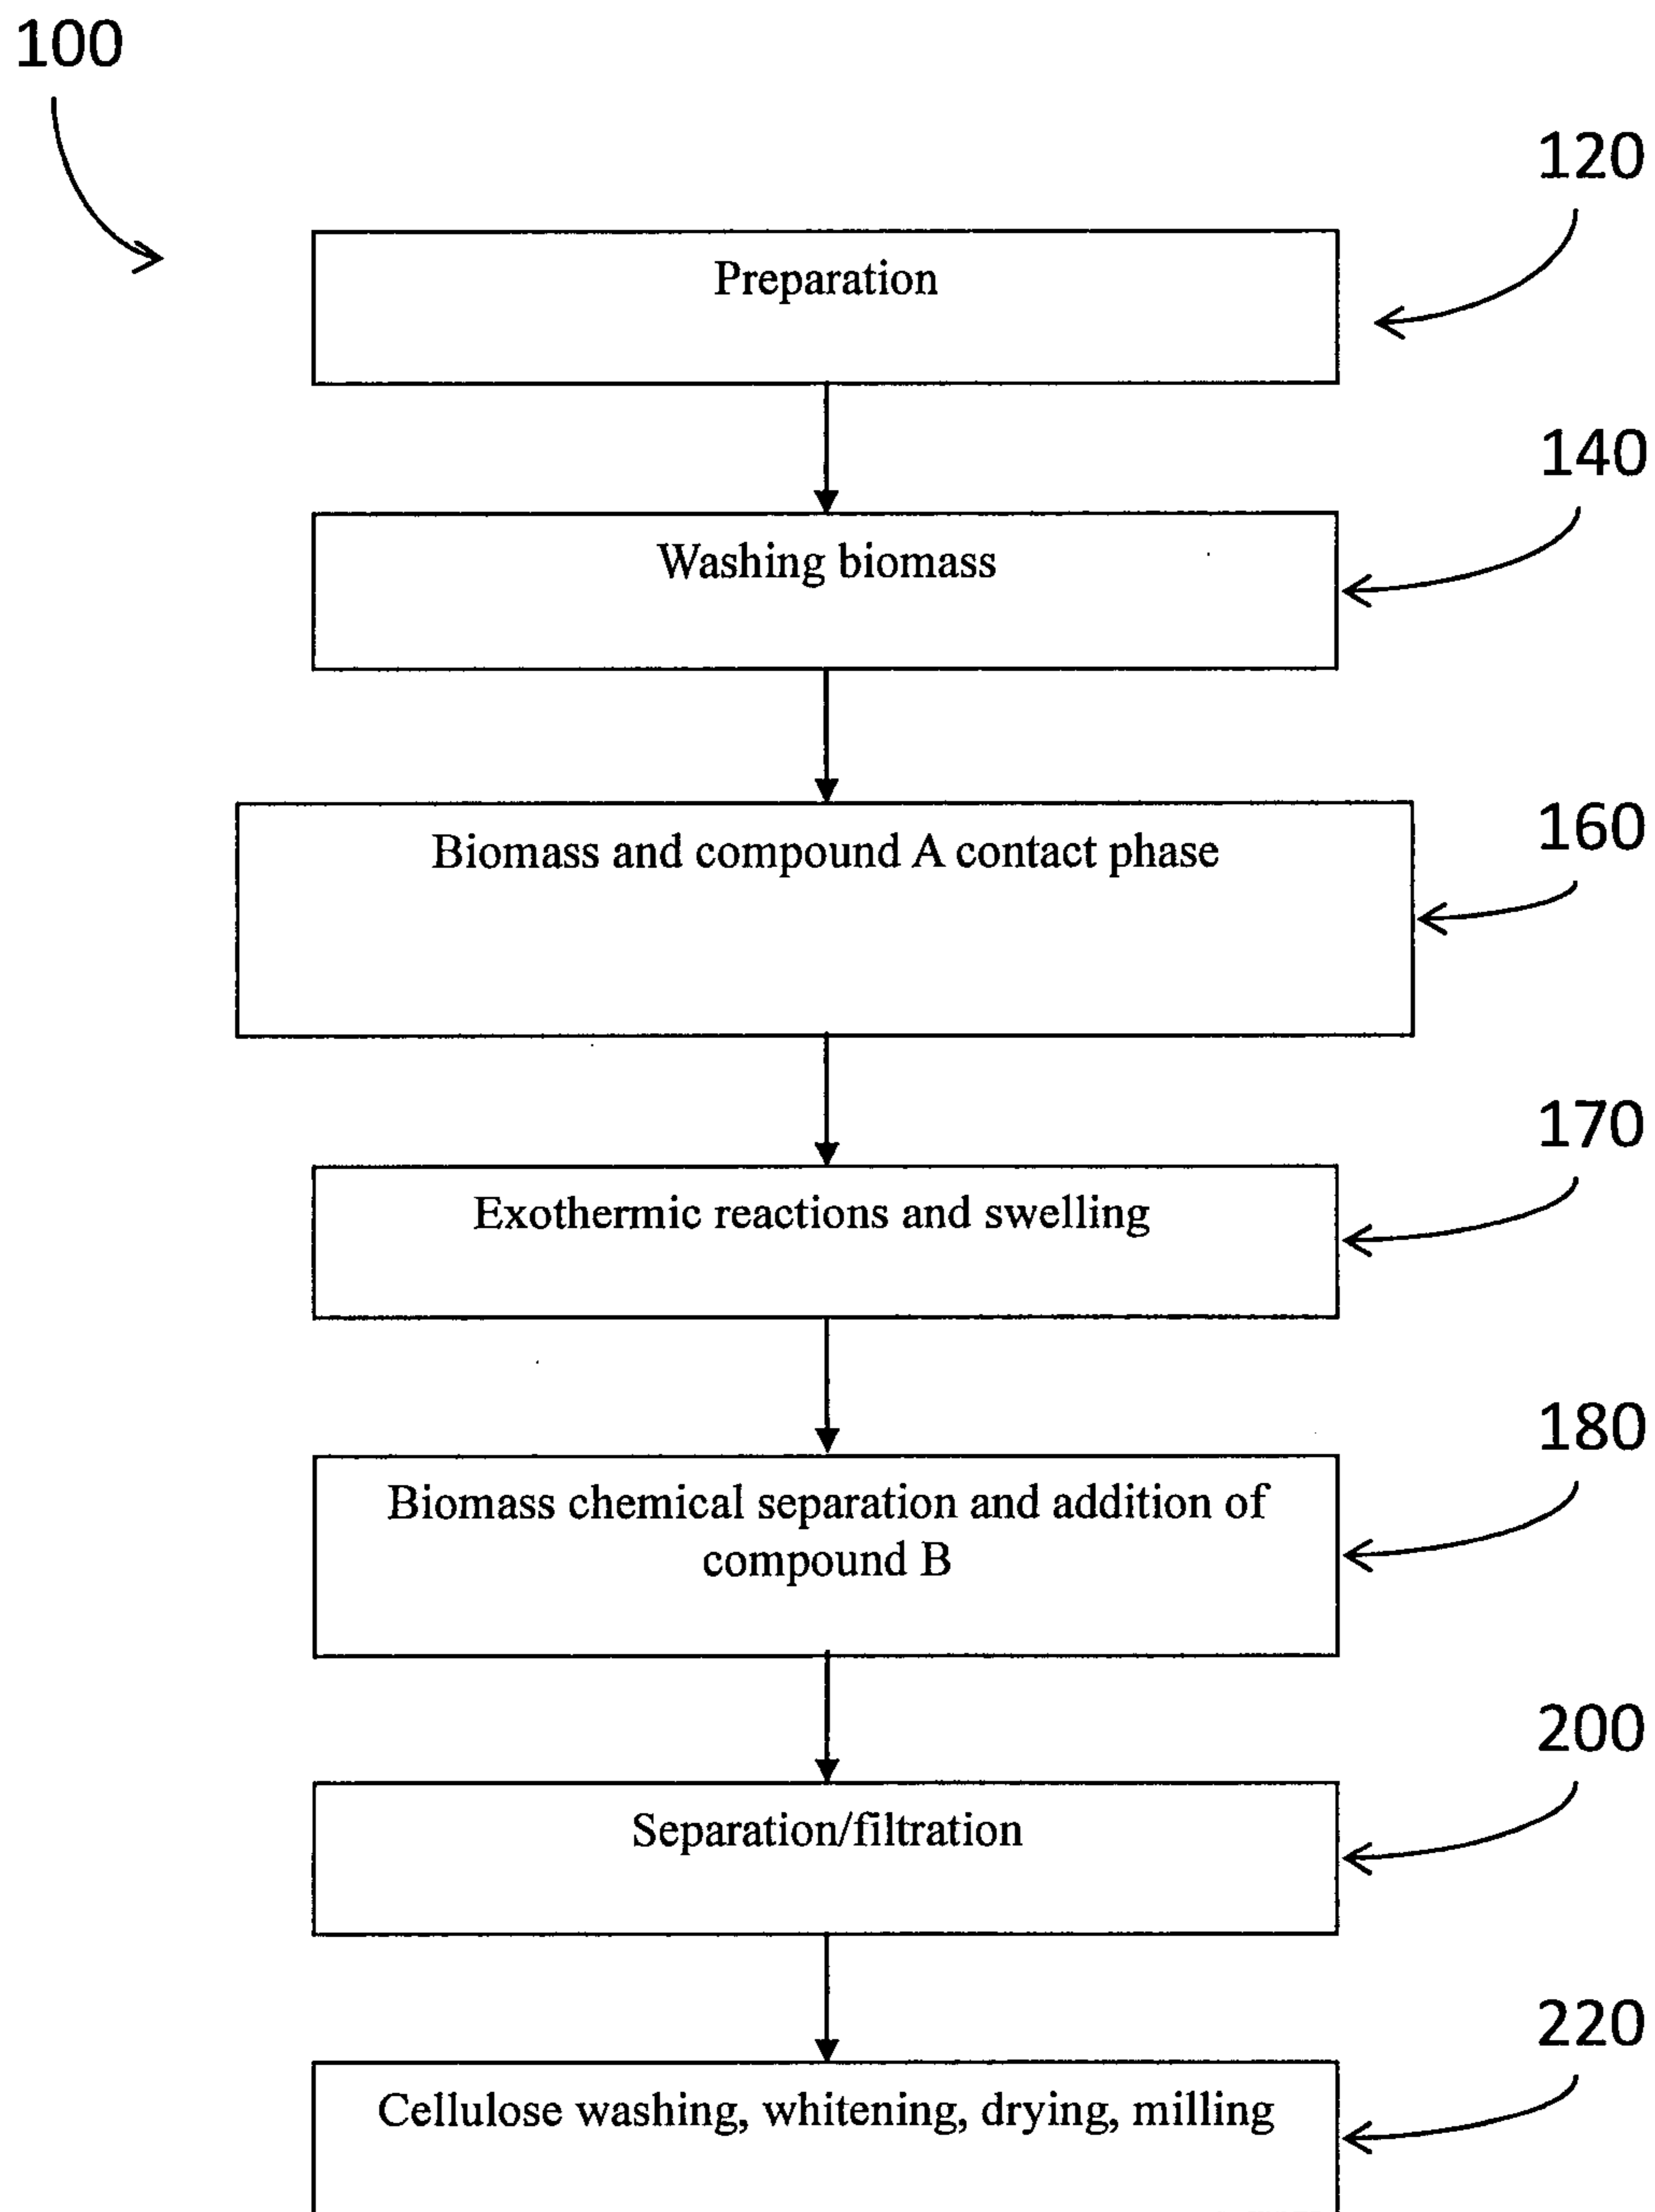 100
120
Preparation
140
Washing biomass
160
Biomass and compound A contact phase
170
Exothermic reactions and swelling
180
Biomass chemical separation and addition of
compound B
200
Separation/filtration
220
Cellulose washing, whitening, drying, milling